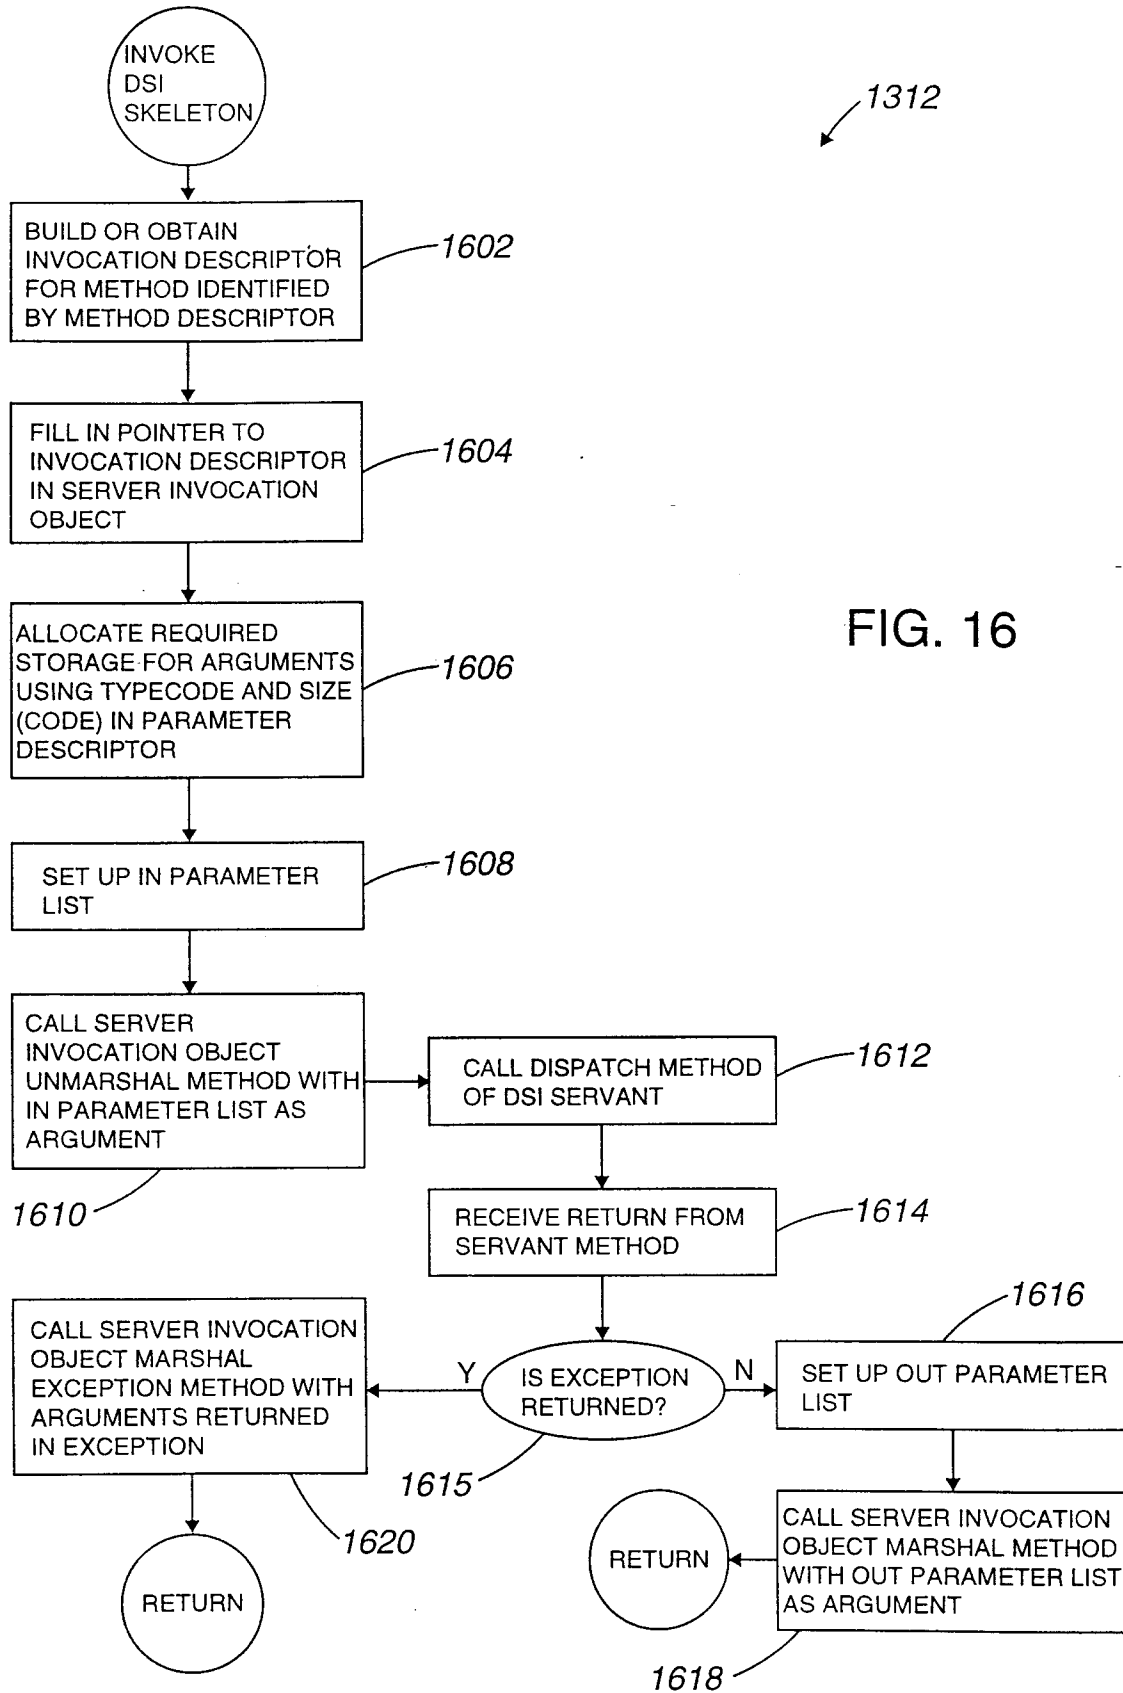 INVOKE
DSI
SKELETON
1312
BUILD OR OBTAIN
INVOCATION DESCRIPTOR
FOR METHOD IDENTIFIED
BY METHOD DESCRIPTOR
1602
FILL IN POINTER TO
INVOCATION DESCRIPTOR
IN SERVER INVOCATION
OBJECT
1604
FIG. 16
ALLOCATE REQUIRED
STORAGE FOR ARGUMENTS
USING TYPECODE AND SIZE
(CODE) IN PARAMETER
DESCRIPTOR
1606
SET UP IN PARAMETER
LIST
1608
CALL SERVER
INVOCATION OBJECT
UNMARSHAL METHOD WITH
IN PARAMETER LIST AS
ARGUMENT
1610
CALL DISPATCH METHOD
OF DSI SERVANT
1612
RECEIVE RETURN FROM
SERVANT METHOD
1614
IS EXCEPTION
RETURNED?
1615
Y
N
CALL SERVER INVOCATION
OBJECT MARSHAL
EXCEPTION METHOD WITH
ARGUMENTS RETURNED
IN EXCEPTION
1620
RETURN
SET UP OUT PARAMETER
LIST
1616
CALL SERVER INVOCATION
OBJECT MARSHAL METHOD
WITH OUT PARAMETER LIST
AS ARGUMENT
1618
RETURN